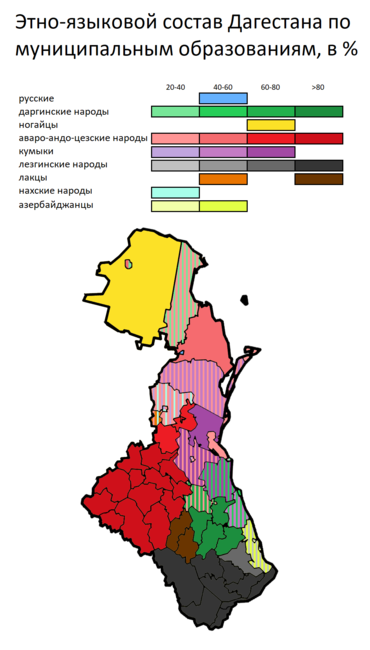 Этно-языковой состав Дагестана по
муниципальным образованиям, в %
20-40 40-60 60-80 >80
русские
даргинские народы
ногайцы
аваро-андо-цезские народы
кумыки
лезгинские народы
лакцы
нахские народы
азербайджанцы